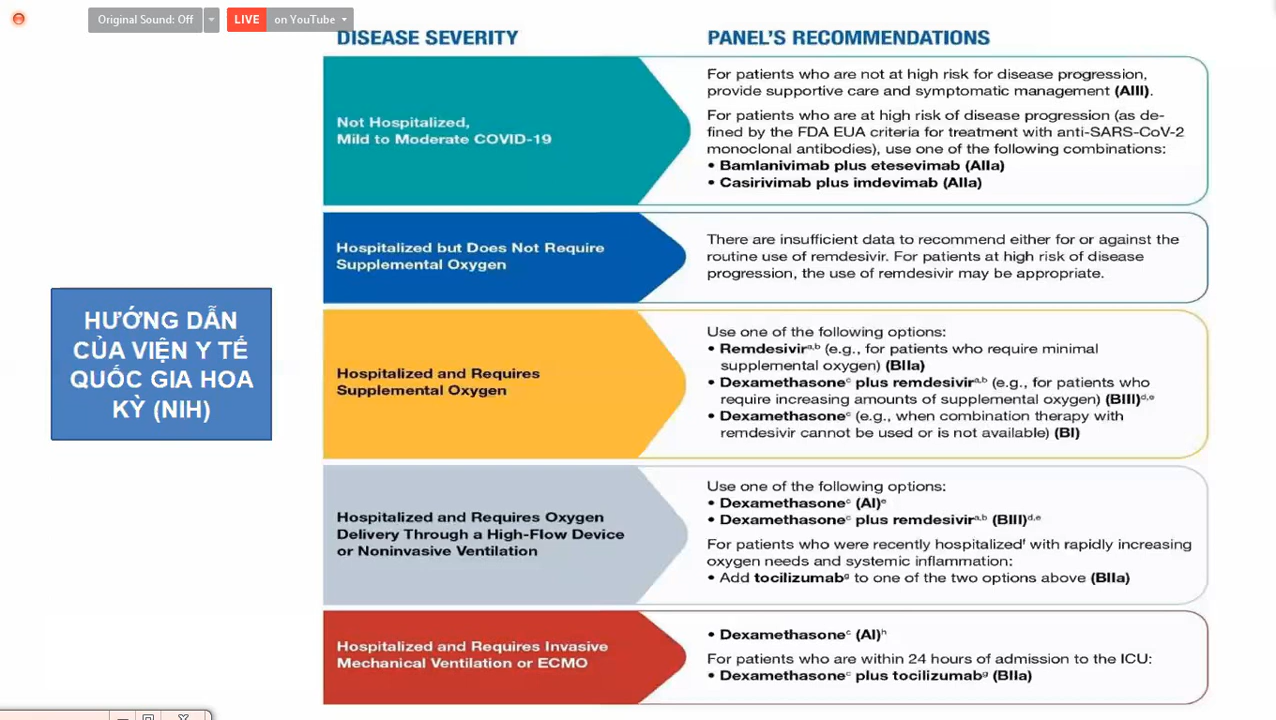 Original Sound: Off
LIVE on YouTube
DISEASE SEVERITY
PANEL'S RECOMMENDATIONS
Not Hospitalized,
Mild to Moderate COVID-19
For patients who are not at high risk for disease progression,
provide supportive care and symptomatic management (AIII).
For patients who are at high risk of disease progression (as de-
fined by the FDA EUA criteria for treatment with anti-SARS-CoV-2
monoclonal antibodies), use one of the following combinations:
• Bamlanivimab plus etesevimab (AIIa)
• Casirivimab plus imdevimab (AIIa)
Hospitalized but Does Not Require
Supplemental Oxygen
There are insufficient data to recommend either for or against the
routine use of remdesivir. For patients at high risk of disease
progression, the use of remdesivir may be appropriate.
HƯỚNG DẪN
CỦA VIỆN Y TẾ
QUỐC GIA HOA
KỲ (NIH)
Hospitalized and Requires
Supplemental Oxygen
Use one of the following options:
• Remdesivirᵃ,ᵇ (e.g., for patients who require minimal
supplemental oxygen) (BIIa)
• Dexamethasoneᶜ plus remdesivirᵃ,ᵇ (e.g., for patients who
require increasing amounts of supplemental oxygen) (BIII)ᵈ,ᵉ
• Dexamethasoneᶜ (e.g., when combination therapy with
remdesivir cannot be used or is not available) (BI)
Hospitalized and Requires Oxygen
Delivery Through a High-Flow Device
or Noninvasive Ventilation
Use one of the following options:
• Dexamethasoneᶜ (AI)ᵉ
• Dexamethasoneᶜ plus remdesivirᵃ,ᵇ (BIII)ᵈ,ᵉ
For patients who were recently hospitalizedᶠ with rapidly increasing
oxygen needs and systemic inflammation:
• Add tocilizumabᵍ to one of the two options above (BIIa)
Hospitalized and Requires Invasive
Mechanical Ventilation or ECMO
• Dexamethasoneᶜ (AI)ʰ
For patients who are within 24 hours of admission to the ICU:
• Dexamethasoneᶜ plus tocilizumabᵍ (BIIa)